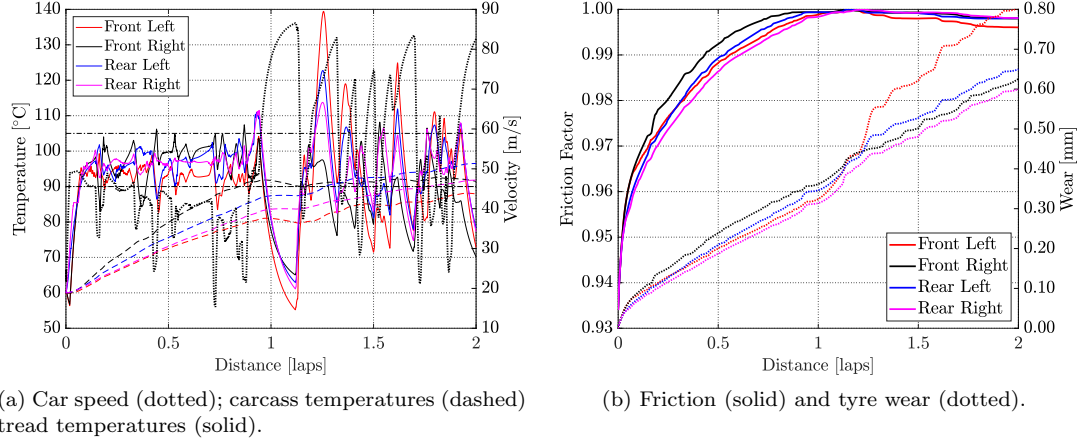 140
130
120
110
100
90
80
70
60
50
Temperature [°C]
90
80
70
60
50
40
30
20
10
Velocity [m/s]
0
0.5
1
1.5
2
Distance [laps]
Front Left
Front Right
Rear Left
Rear Right
(a) Car speed (dotted); carcass temperatures (dashed)
tread temperatures (solid).
1.00
0.99
0.98
0.97
0.96
0.95
0.94
0.93
Friction Factor
0.80
0.70
0.60
0.50
0.40
0.30
0.20
0.10
0.00
Wear [mm]
0
0.5
1
1.5
2
Distance [laps]
Front Left
Front Right
Rear Left
Rear Right
(b) Friction (solid) and tyre wear (dotted).